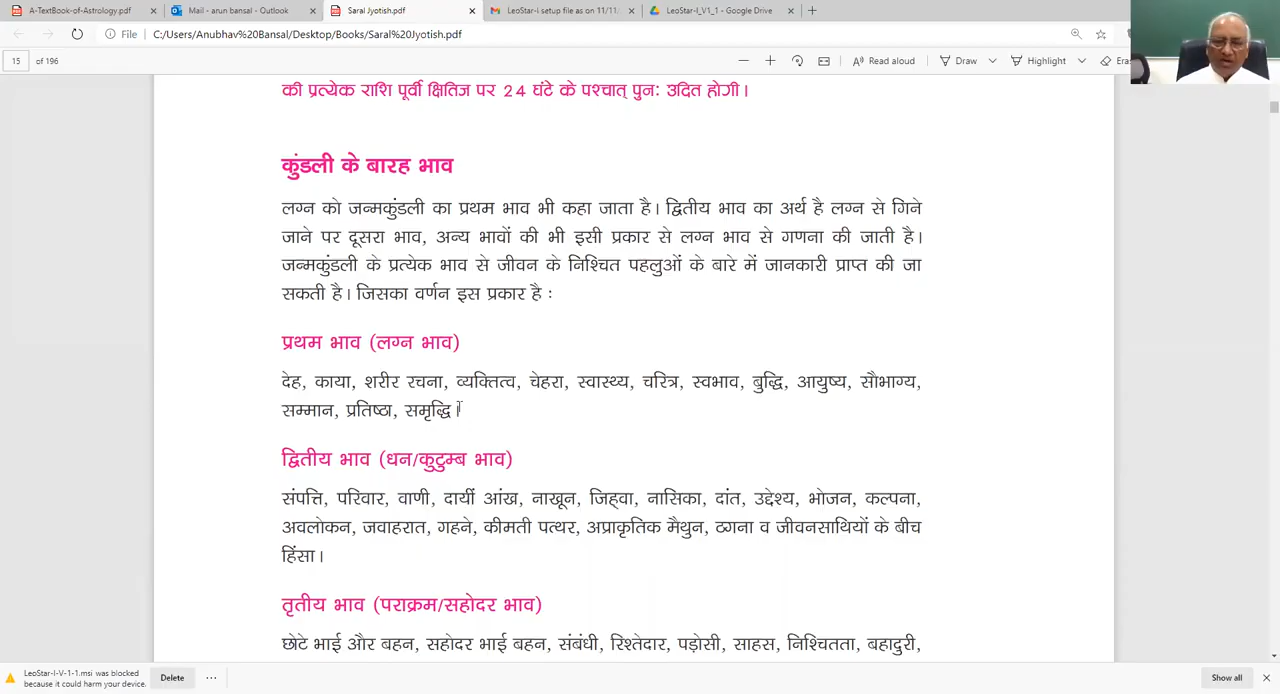 A-TextBook-of-Astrology.pdf
Mail - arun bansal - Outlook
Saral Jyotish.pdf
LeoStar-i setup file as on 11/11/
LeoStar-I_V1_1 - Google Drive
File C:/Users/Anubhav%20Bansal/Desktop/Books/Saral%20Jyotish.pdf
15 of 196
Read aloud Draw Highlight
की प्रत्येक राशि पूर्वी क्षितिज पर 24 घंटे के पश्चात् पुनः उदित होगी।
कुंडली के बारह भाव
लग्न को जन्मकुंडली का प्रथम भाव भी कहा जाता है। द्वितीय भाव का अर्थ है लग्न से गिने
जाने पर दूसरा भाव, अन्य भावों की भी इसी प्रकार से लग्न भाव से गणना की जाती है।
जन्मकुंडली के प्रत्येक भाव से जीवन के निश्चित पहलुओं के बारे में जानकारी प्राप्त की जा
सकती है। जिसका वर्णन इस प्रकार है :
प्रथम भाव (लग्न भाव)
देह, काया, शरीर रचना, व्यक्तित्व, चेहरा, स्वास्थ्य, चरित्र, स्वभाव, बुद्धि, आयुष्य, सौभाग्य,
सम्मान, प्रतिष्ठा, समृद्धि।
द्वितीय भाव (धन/कुटुम्ब भाव)
संपत्ति, परिवार, वाणी, दायीं आंख, नाखून, जिह्वा, नासिका, दांत, उद्देश्य, भोजन, कल्पना,
अवलोकन, जवाहरात, गहने, कीमती पत्थर, अप्राकृतिक मैथुन, ठगना व जीवनसाथियों के बीच
हिंसा।
तृतीय भाव (पराक्रम/सहोदर भाव)
छोटे भाई और बहन, सहोदर भाई बहन, संबंधी, रिश्तेदार, पड़ोसी, साहस, निश्चितता, बहादुरी,
LeoStar-I-V-1-1.msi was blocked
because it could harm your device.
Delete
Show all